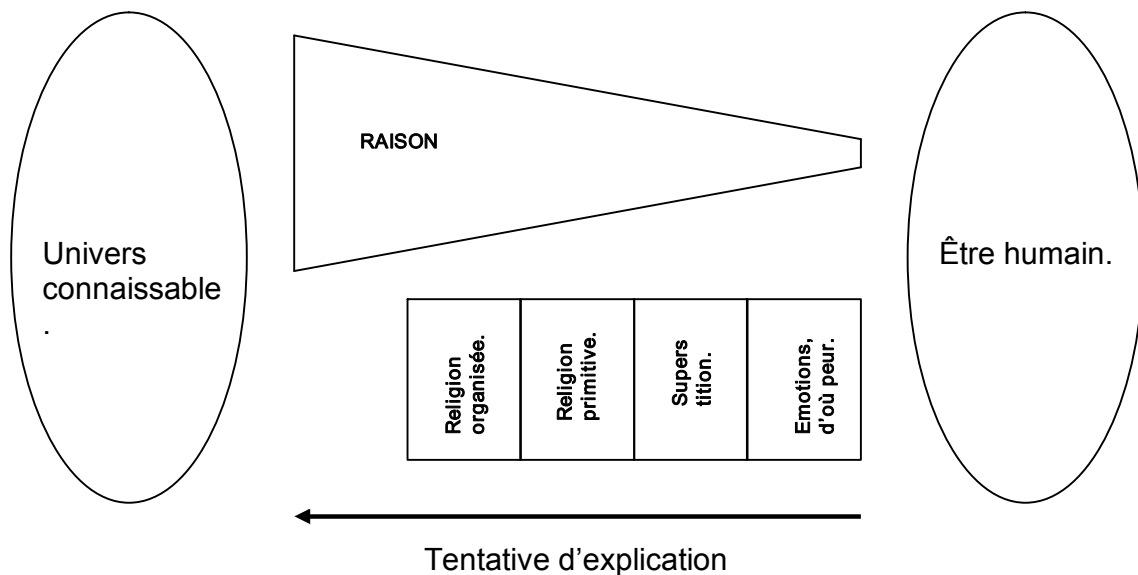 RAISON
Univers
connaissable
.
Être humain.
Religion
organisée.
Religion
primitive.
Supers
tition.
Emotions,
d'où peur.
Tentative d'explication